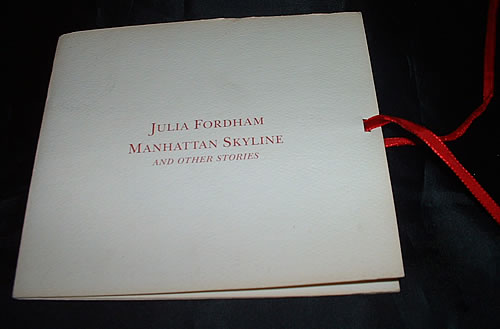 JULIA FORDHAM
MANHATTAN SKYLINE
AND OTHER STORIES